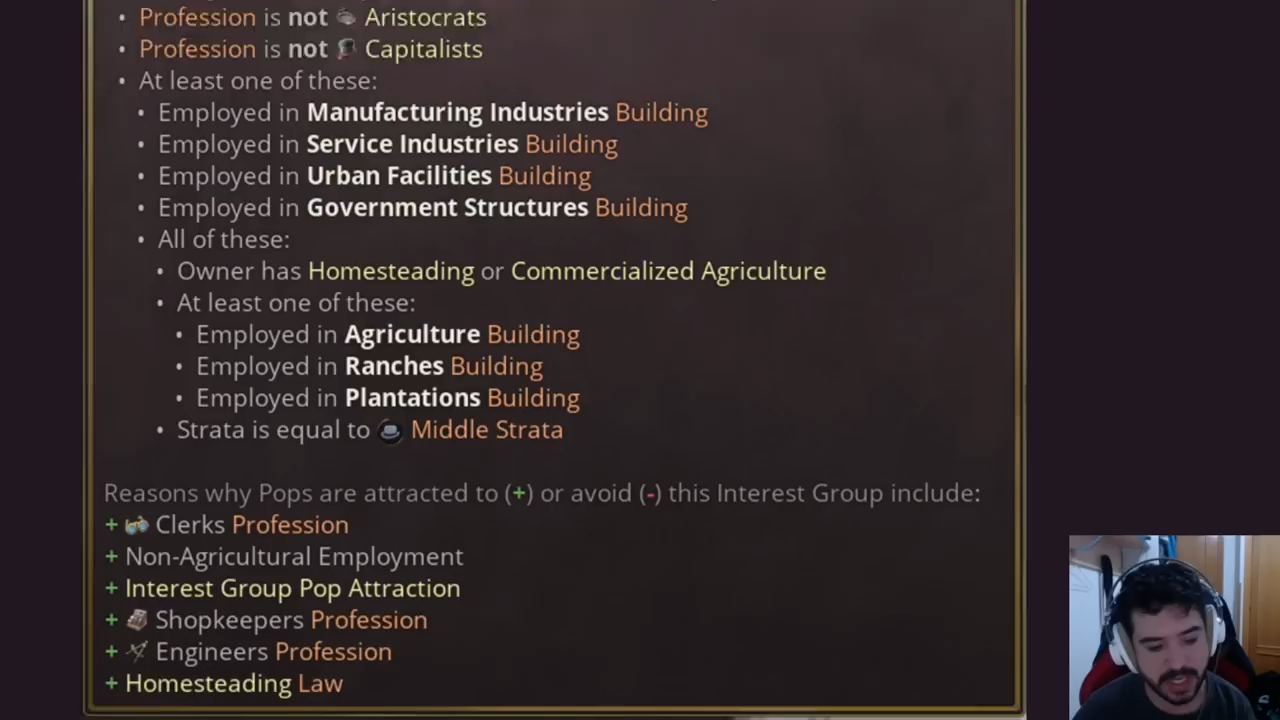 Profession is not Aristocrats
Profession is not Capitalists
At least one of these:
Employed in Manufacturing Industries Building
Employed in Service Industries Building
Employed in Urban Facilities Building
Employed in Government Structures Building
All of these:
Owner has Homesteading or Commercialized Agriculture
At least one of these:
Employed in Agriculture Building
Employed in Ranches Building
Employed in Plantations Building
Strata is equal to Middle Strata
Reasons why Pops are attracted to (+) or avoid (-) this Interest Group include:
+ Clerks Profession
+ Non-Agricultural Employment
+ Interest Group Pop Attraction
+ Shopkeepers Profession
+ Engineers Profession
+ Homesteading Law